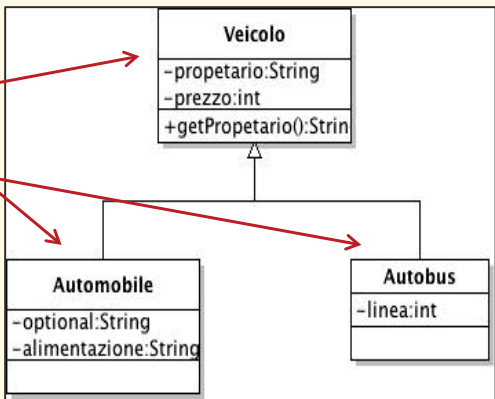 Veicolo
-propetario:String
-prezzo:int
+getPropetario():Strin
Automobile
-optional:String
-alimentazione:String
Autobus
-linea:int